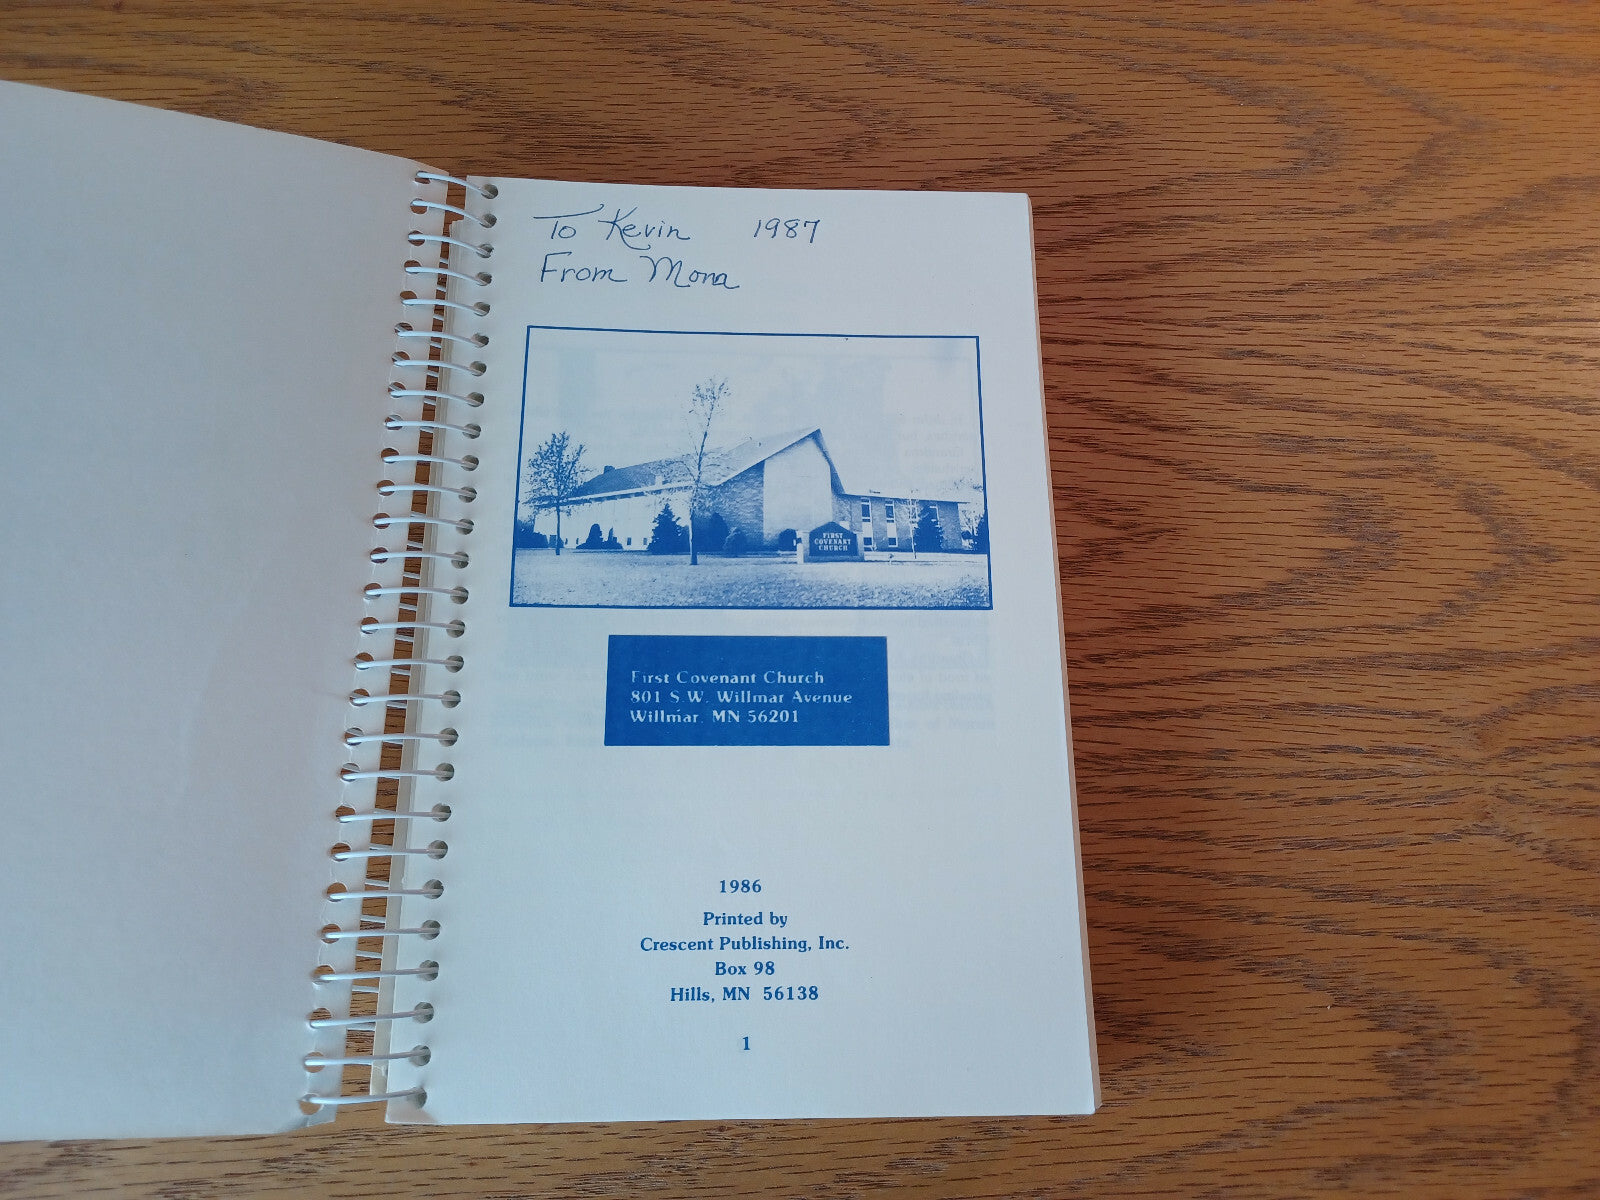 To Kevin 1987
From Mona
FIRST
COVENANT
CHURCH
First Covenant Church
801 S.W. Willmar Avenue
Willmar, MN 56201
1986
Printed by
Crescent Publishing, Inc.
Box 98
Hills, MN 56138
1